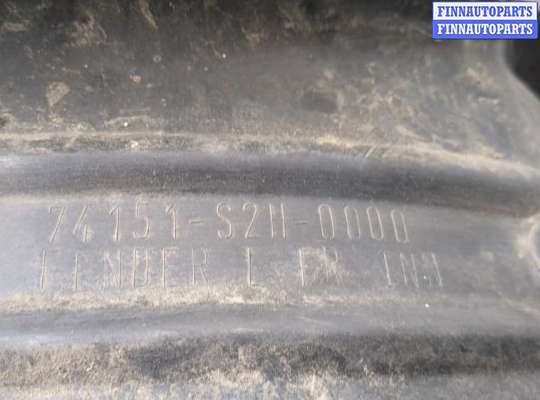 FINNAUTOPARTS
FINNAUTOPARTS
74151-S2H-0000
FENDER L FR INN